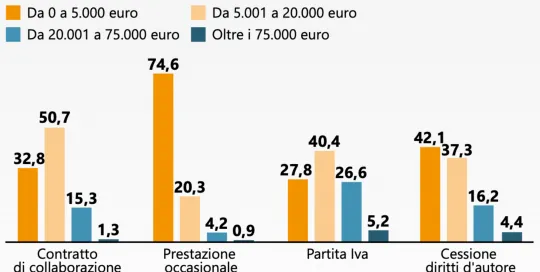 Da 0 a 5.000 euro
Da 5.001 a 20.000 euro
Da 20.001 a 75.000 euro
Oltre i 75.000 euro
32,8
50,7
15,3
1,3
74,6
20,3
4,2
0,9
27,8
40,4
26,6
5,2
42,1
37,3
16,2
4,4
Contratto
di collaborazione
Prestazione
occasionale
Partita Iva
Cessione
diritti d'autore